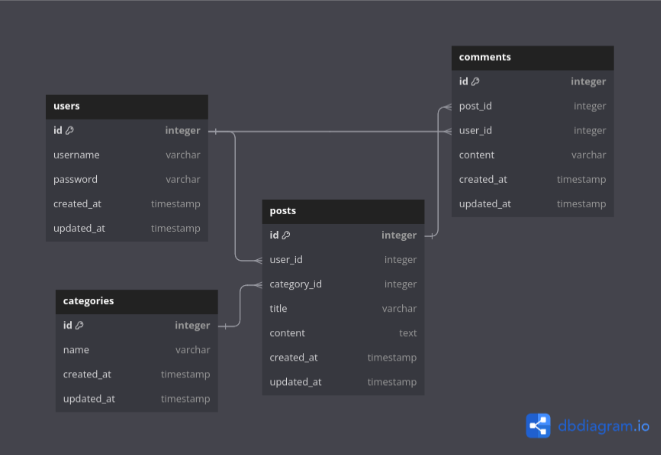 users
id integer
username varchar
password varchar
created_at timestamp
updated_at timestamp
comments
id integer
post_id integer
user_id integer
content varchar
created_at timestamp
updated_at timestamp
posts
id integer
user_id integer
category_id integer
title varchar
content text
created_at timestamp
updated_at timestamp
categories
id integer
name varchar
created_at timestamp
updated_at timestamp
dbdiagram.io